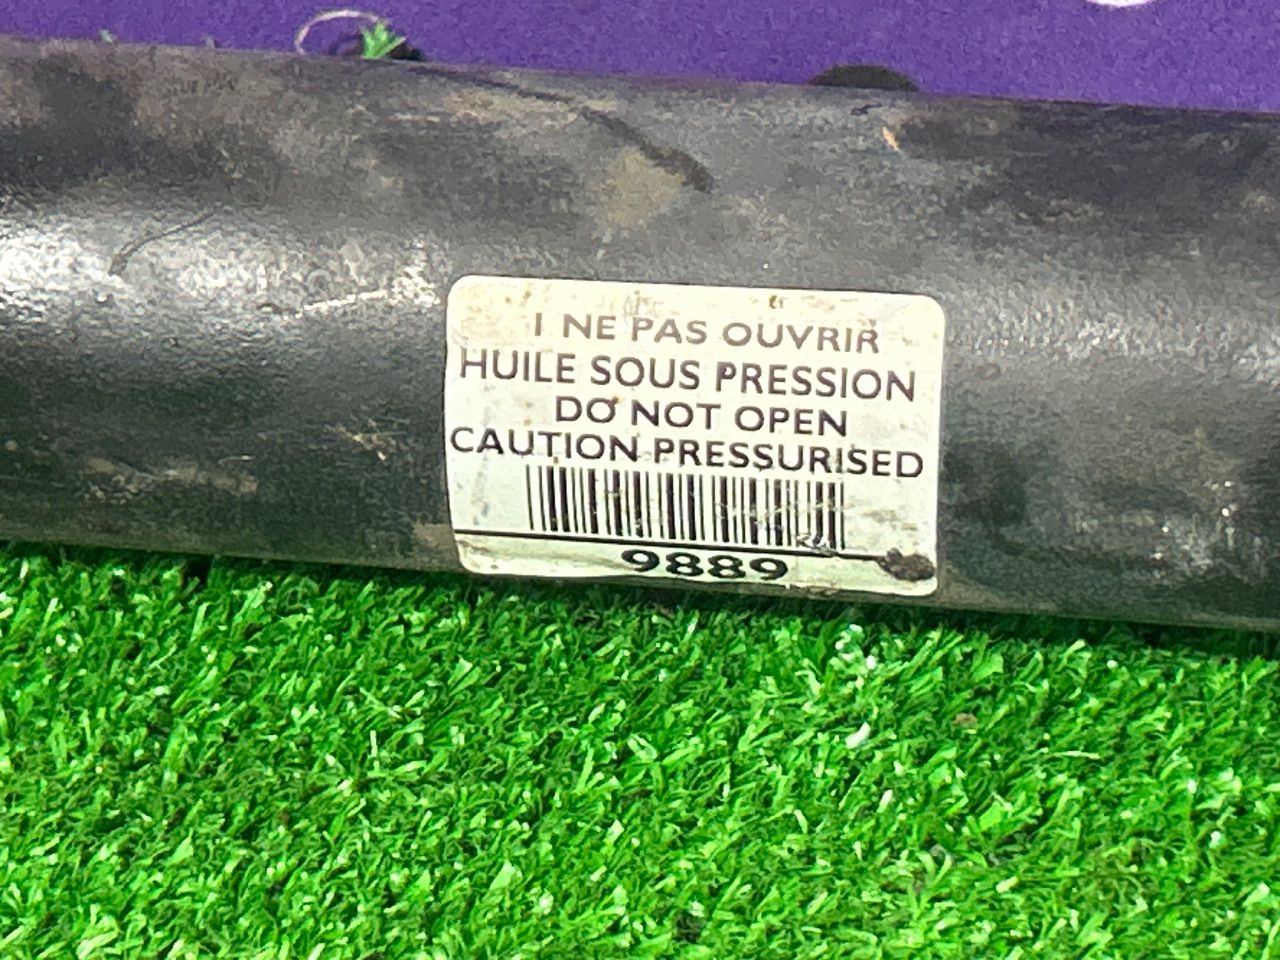 I NE PAS OUVRIR
HUILE SOUS PRESSION
DO NOT OPEN
CAUTION PRESSURISED
9889